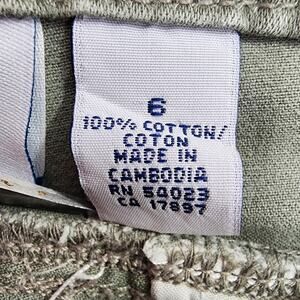 6
100% COTTON/
COTON
MADE IN
CAMBODIA
RN 54023
CA 17897